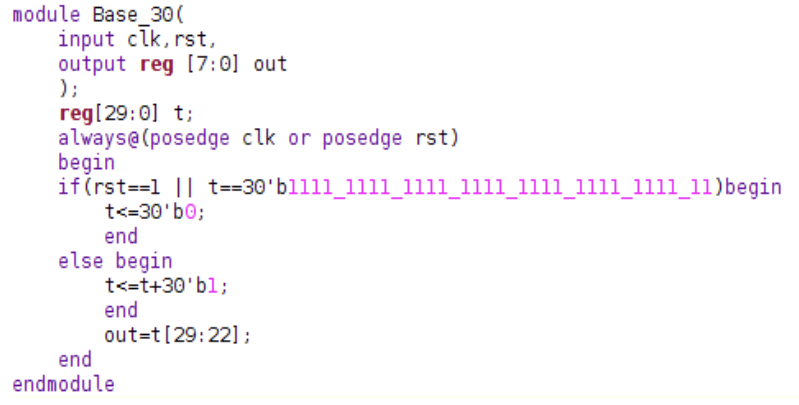 module Base_30(
    input clk,rst,
    output reg [7:0] out
    );
    reg[29:0] t;
    always@(posedge clk or posedge rst)
    begin
    if(rst==1 || t==30'b1111_1111_1111_1111_1111_1111_1111_11)begin
        t<=30'b0;
        end
    else begin
        t<=t+30'b1;
        end
        out=t[29:22];
    end
endmodule